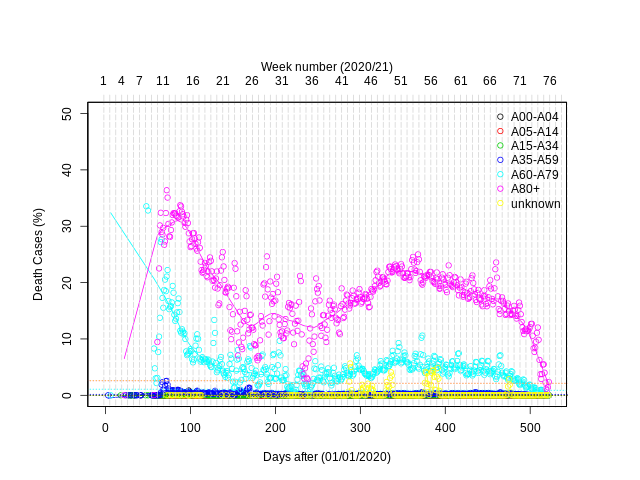 Week number (2020/21)
1 4 7 11 16 21 26 31 36 41 46 51 56 61 66 71 76
50
40
30
20
10
0
Death Cases (%)
A00-A04
A05-A14
A15-A34
A35-A59
A60-A79
A80+
unknown
0 100 200 300 400 500
Days after (01/01/2020)